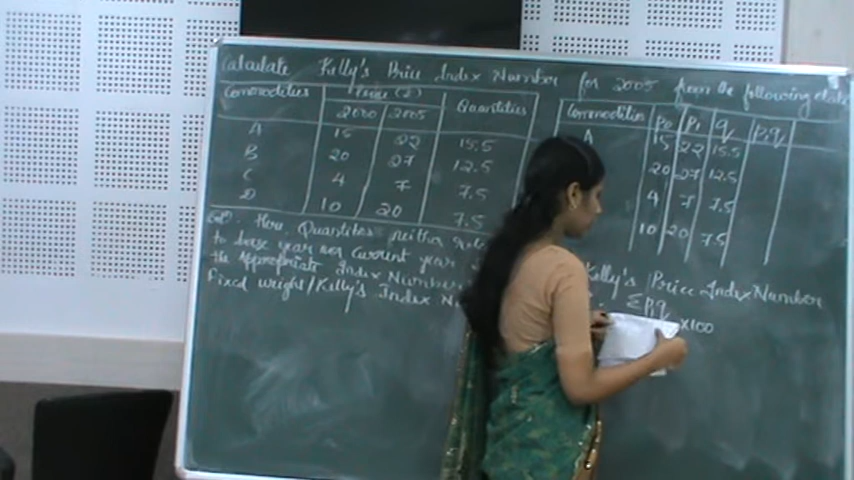 Calculate Kelly's Price Index Number for 2005 from the following data
Commodities Price (₹) Quantities
2000 2005
A 15 22 15.5
B 20 27 12.5
C 4 7 7.5
D 10 20 7.5
Here, Quantities neither
to base year nor Current year
the Appropriate Index Number
Fixed weight/Kelly's Index
Commodities P0 P1 q P1q
A 15 22 15.5
20 27 12.5
4 7 7.5
10 20 7.5
Kelly's Price Index Number
Σp1q
x100